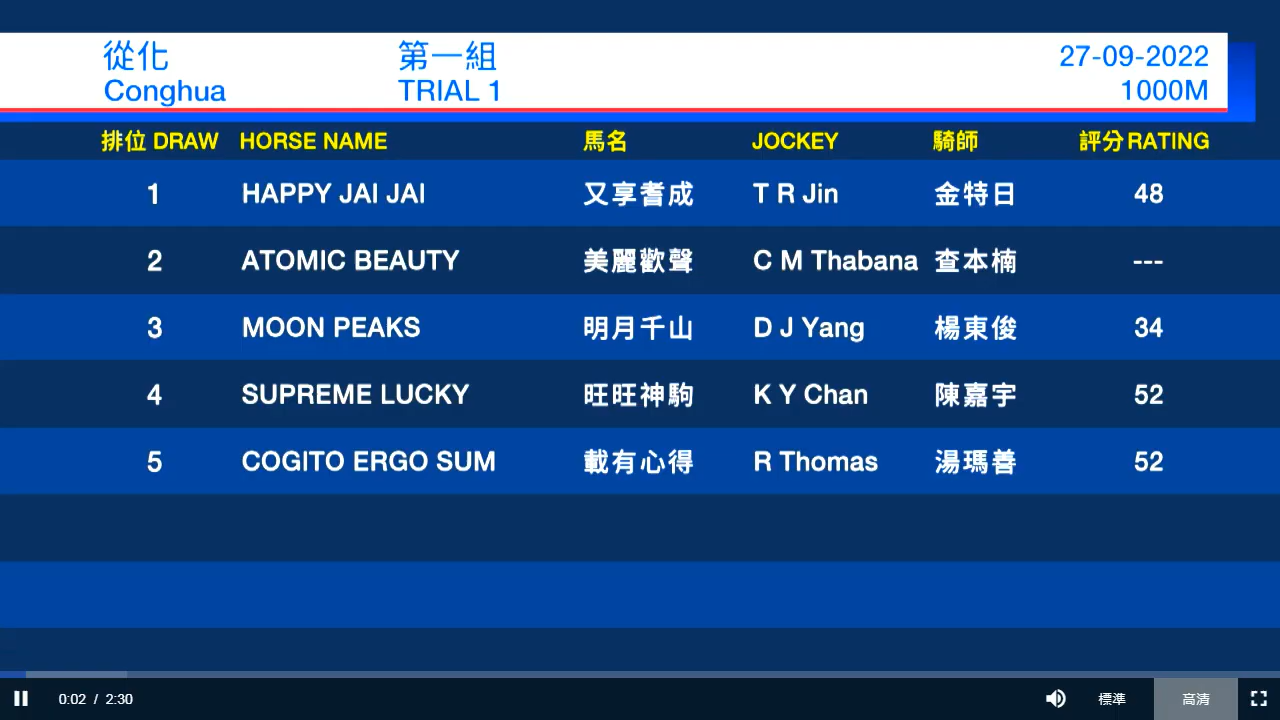 從化 第一組 27-09-2022
Conghua TRIAL 1 1000M
排位 DRAW HORSE NAME 馬名 JOCKEY 騎師 評分 RATING
1 HAPPY JAI JAI 又享耆成 T R Jin 金特日 48
2 ATOMIC BEAUTY 美麗歡聲 C M Thabana 查本楠 ---
3 MOON PEAKS 明月千山 D J Yang 楊東俊 34
4 SUPREME LUCKY 旺旺神駒 K Y Chan 陳嘉宇 52
5 COGITO ERGO SUM 載有心得 R Thomas 湯瑪善 52
0:02 / 2:30 標準 高清